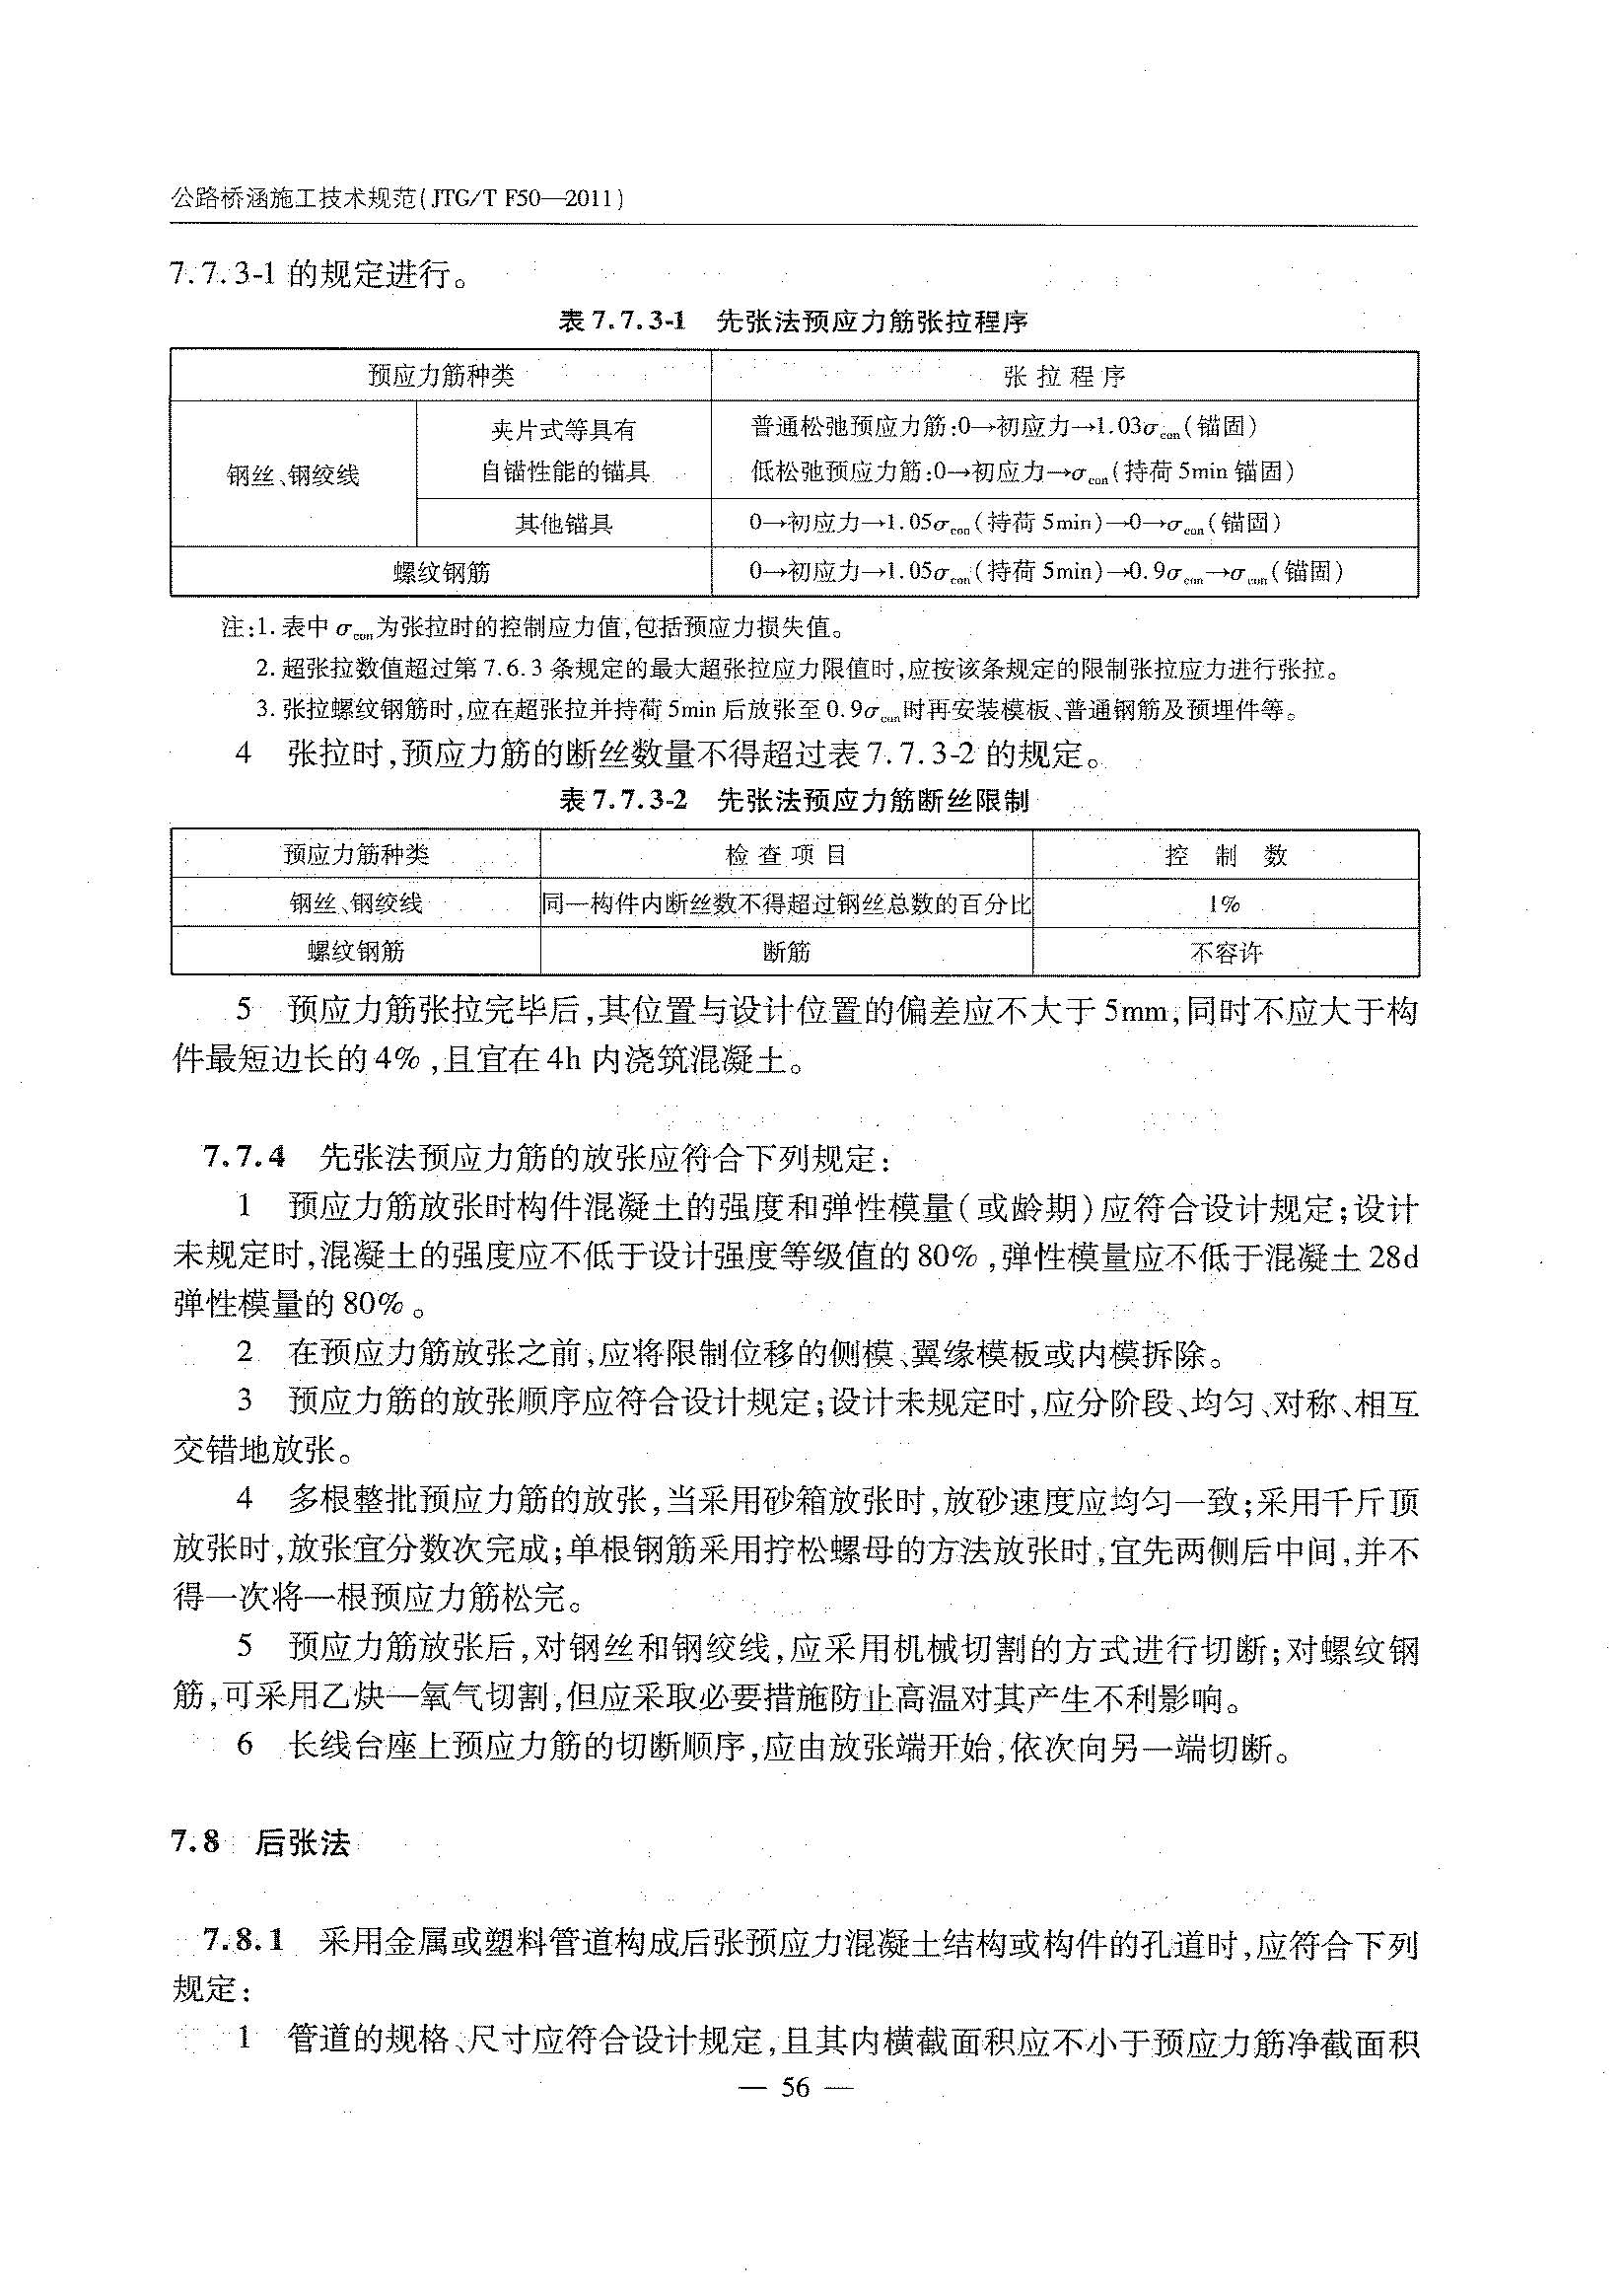 公路桥涵施工技术规范(JTG/T F50—2011)
7.7.3-1 的规定进行。
表 7.7.3-1 先张法预应力筋张拉程序
预应力筋种类 张拉程序
钢丝、钢绞线
夹片式等具有
自锚性能的锚具
普通松弛预应力筋:0→初应力→1.03σcon(锚固)
低松弛预应力筋:0→初应力→σcon(持荷 5min 锚固)
其他锚具 0→初应力→1.05σcon(持荷 5min)→0→σcon(锚固)
螺纹钢筋 0→初应力→1.05σcon(持荷 5min)→0.9σcon→σcon(锚固)
注:1. 表中 σcon为张拉时的控制应力值,包括预应力损失值。
2. 超张拉数值超过第 7.6.3 条规定的最大超张拉应力限值时,应按该条规定的限制张拉应力进行张拉。
3. 张拉螺纹钢筋时,应在超张拉并持荷 5min 后放张至 0.9σcon时再安装模板、普通钢筋及预埋件等。
4 张拉时,预应力筋的断丝数量不得超过表 7.7.3-2 的规定。
表 7.7.3-2 先张法预应力筋断丝限制
预应力筋种类 检查项目 控制数
钢丝、钢绞线 同一构件内断丝数不得超过钢丝总数的百分比 1%
螺纹钢筋 断筋 不容许
5 预应力筋张拉完毕后,其位置与设计位置的偏差应不大于 5mm,同时不应大于构
件最短边长的 4%,且宜在 4h 内浇筑混凝土。
7.7.4 先张法预应力筋的放张应符合下列规定:
1 预应力筋放张时构件混凝土的强度和弹性模量(或龄期)应符合设计规定;设计
未规定时,混凝土的强度应不低于设计强度等级值的 80%,弹性模量应不低于混凝土 28d
弹性模量的 80%。
2 在预应力筋放张之前,应将限制位移的侧模、翼缘模板或内模拆除。
3 预应力筋的放张顺序应符合设计规定;设计未规定时,应分阶段、均匀、对称、相互
交错地放张。
4 多根整批预应力筋的放张,当采用砂箱放张时,放砂速度应均匀一致;采用千斤顶
放张时,放张宜分数次完成;单根钢筋采用拧松螺母的方法放张时,宜先两侧后中间,并不
得一次将一根预应力筋松完。
5 预应力筋放张后,对钢丝和钢绞线,应采用机械切割的方式进行切断;对螺纹钢
筋,可采用乙炔—氧气切割,但应采取必要措施防止高温对其产生不利影响。
6 长线台座上预应力筋的切断顺序,应由放张端开始,依次向另一端切断。
7.8 后张法
7.8.1 采用金属或塑料管道构成后张预应力混凝土结构或构件的孔道时,应符合下列
规定:
1 管道的规格、尺寸应符合设计规定,且其内横截面积应不小于预应力筋净截面积
— 56 —